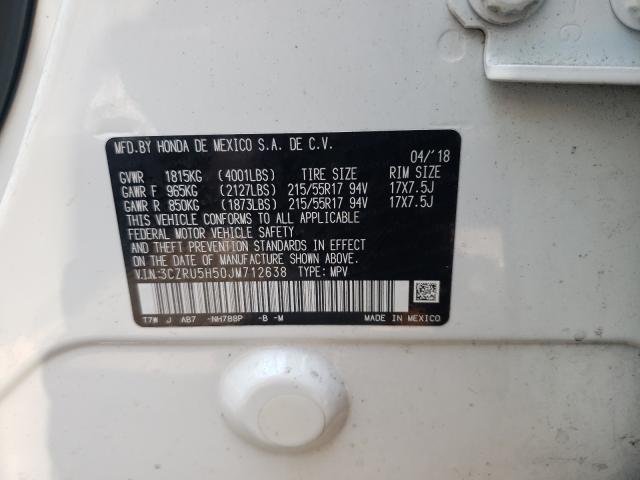 MFD.BY HONDA DE MEXICO S.A. DE C.V. 04/'18
GVWR 1815KG (4001LBS) TIRE SIZE RIM SIZE
GAWR F 965KG (2127LBS) 215/55R17 94V 17X7.5J
GAWR R 850KG (1873LBS) 215/55R17 94V 17X7.5J
THIS VEHICLE CONFORMS TO ALL APPLICABLE
FEDERAL MOTOR VEHICLE SAFETY
AND THEFT PREVENTION STANDARDS IN EFFECT
ON THE DATE OF MANUFACTURE SHOWN ABOVE.
V.I.N:3CZRU5H50JM712638 TYPE: MPV
T7W J AB7 -NH788P -B -M MADE IN MEXICO